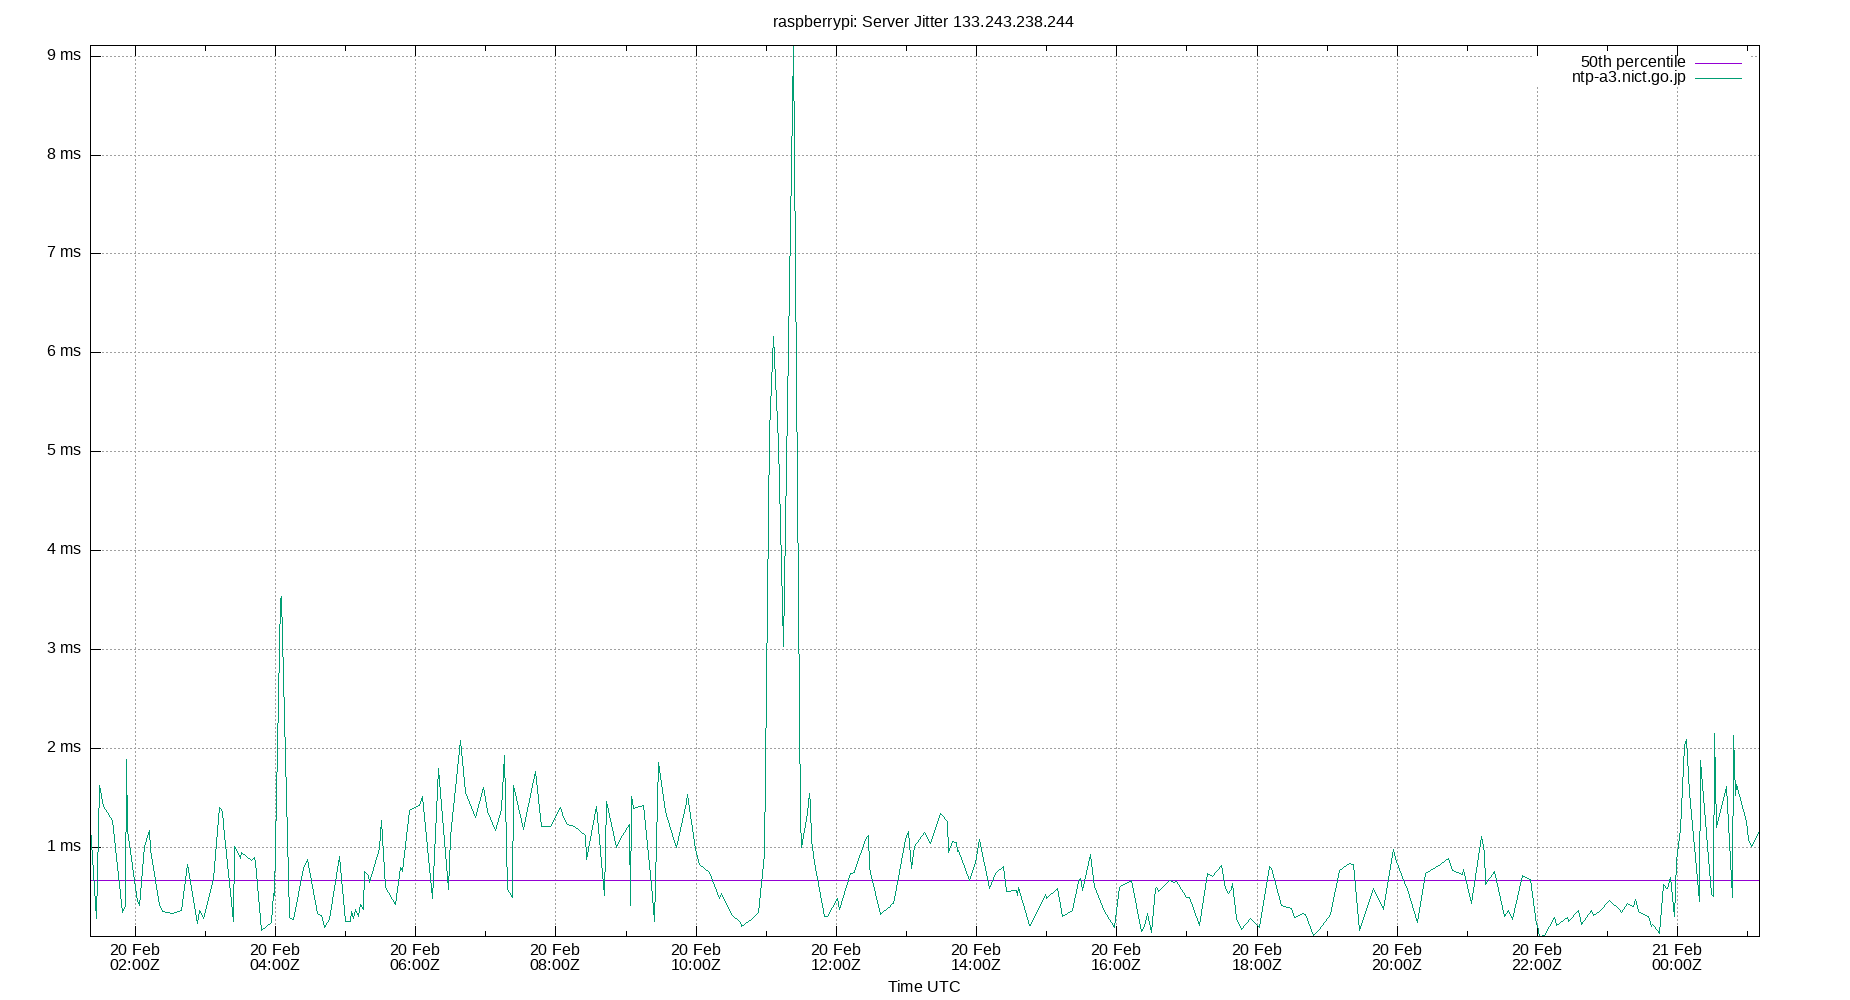 raspberrypi: Server Jitter 133.243.238.244
9 ms
8 ms
7 ms
6 ms
5 ms
4 ms
3 ms
2 ms
1 ms
50th percentile
ntp-a3.nict.go.jp
20 Feb
02:00Z
20 Feb
04:00Z
20 Feb
06:00Z
20 Feb
08:00Z
20 Feb
10:00Z
20 Feb
12:00Z
20 Feb
14:00Z
20 Feb
16:00Z
20 Feb
18:00Z
20 Feb
20:00Z
20 Feb
22:00Z
21 Feb
00:00Z
Time UTC